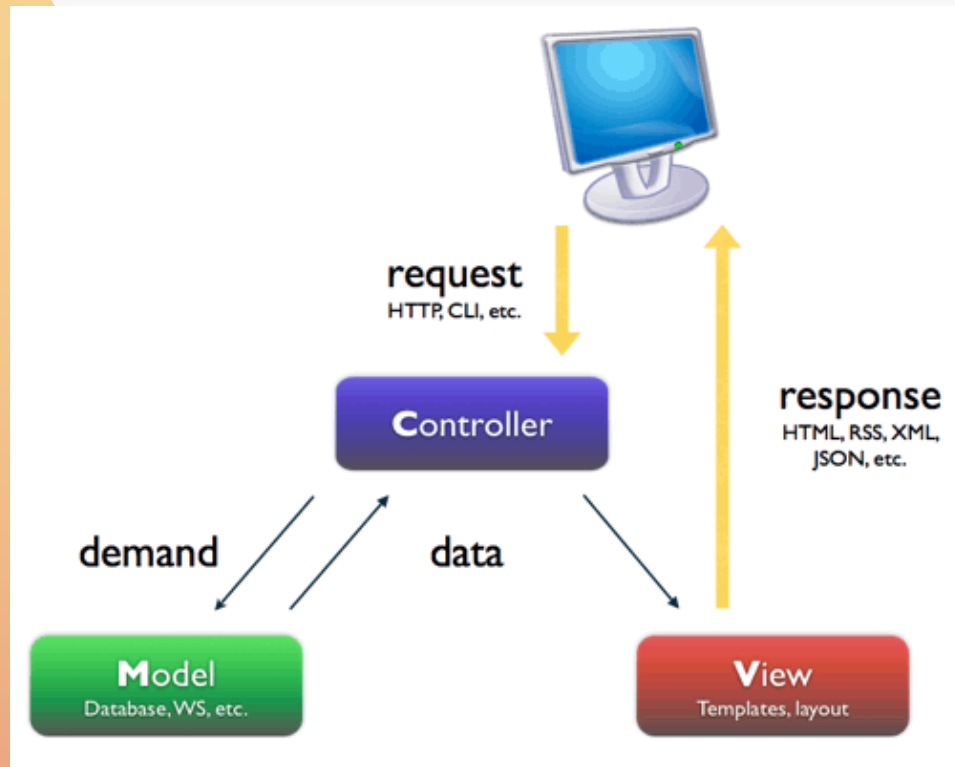 request
HTTP, CLI, etc.
Controller
response
HTML, RSS, XML,
JSON, etc.
demand
data
Model
Database, WS, etc.
View
Templates, layout